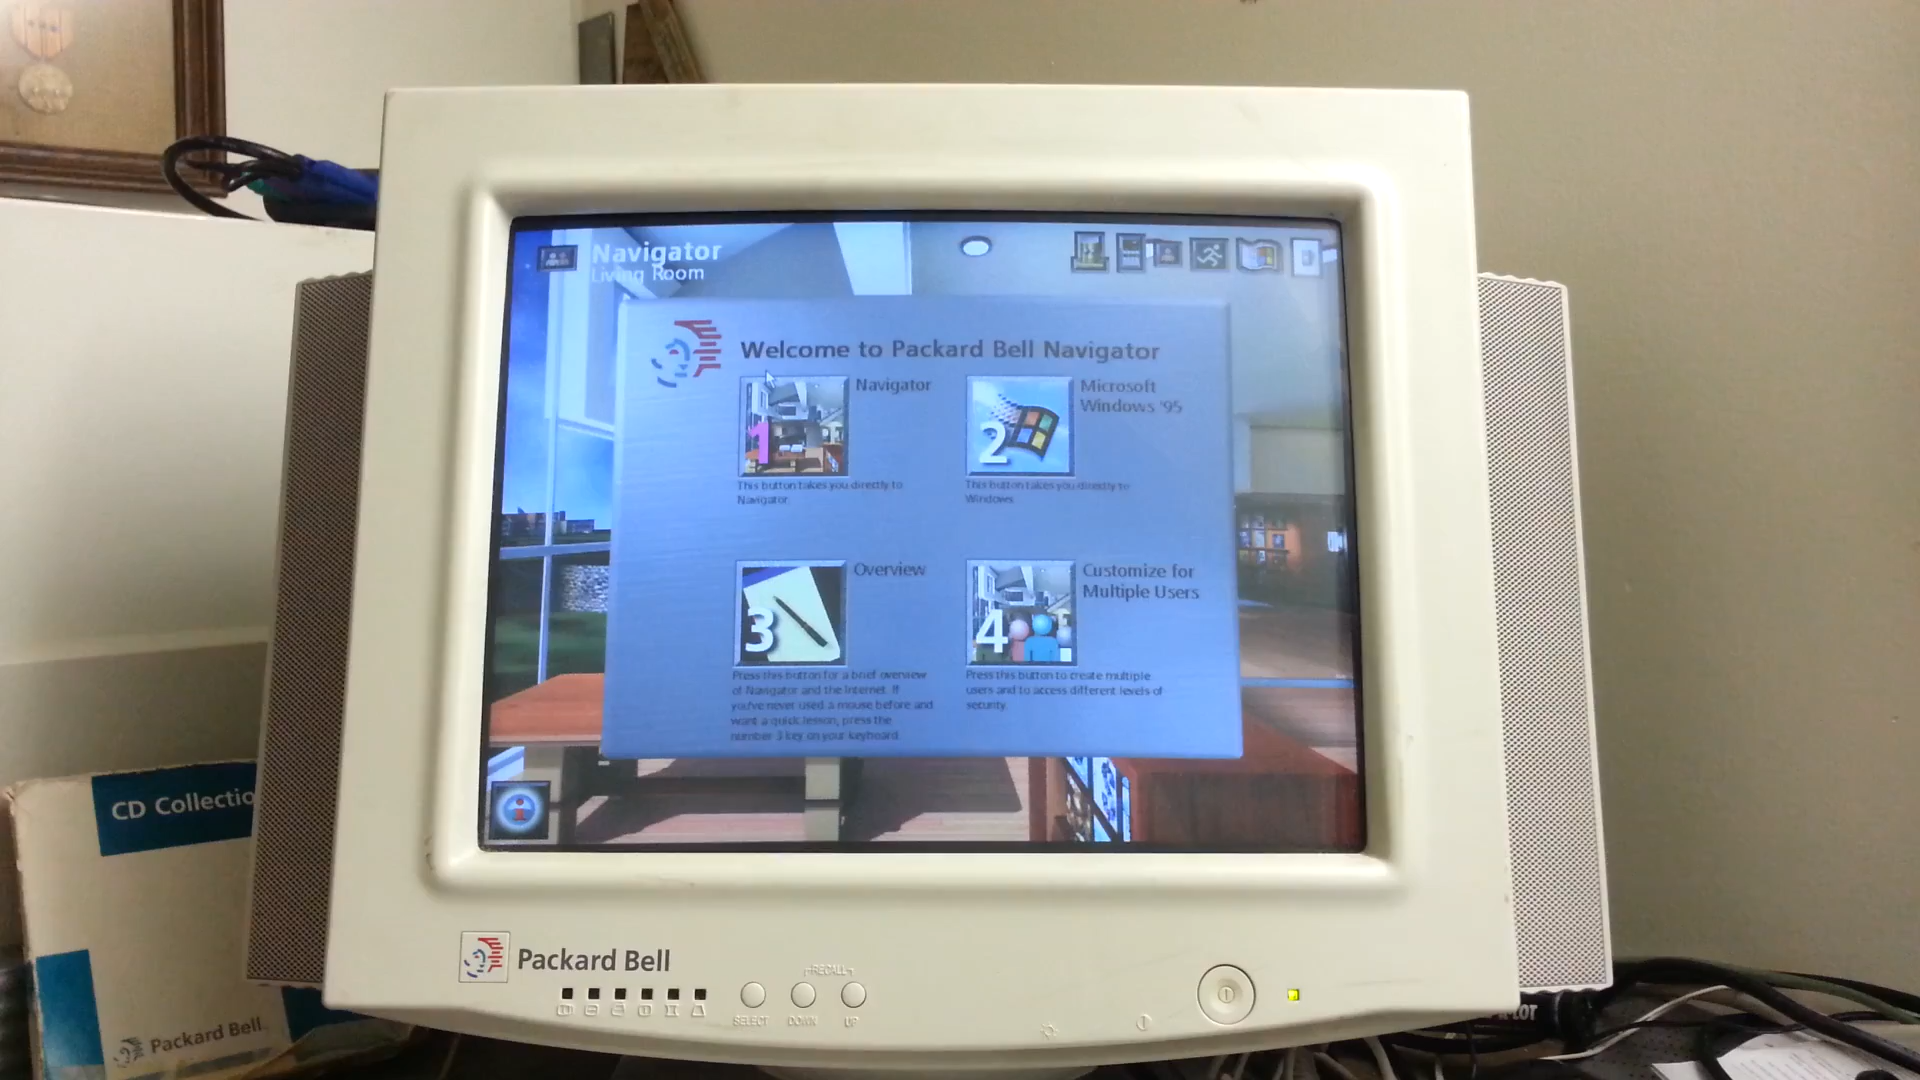 Navigator
Living Room
Welcome to Packard Bell Navigator
1
Navigator
This button takes you directly to
Navigator.
2
Microsoft
Windows '95
This button takes you directly to
Windows
3
Overview
Press this button for a brief overview
of Navigator and the Internet. If
you've never used a mouse before and
want a quick lesson, press the
number 3 key on your keyboard
4
Customize for
Multiple Users
Press this button to create multiple
users and to access different levels of
security.
CD Collectio
Packard Bell
Packard Bell
RECALL
SELECT
DOWN
UP